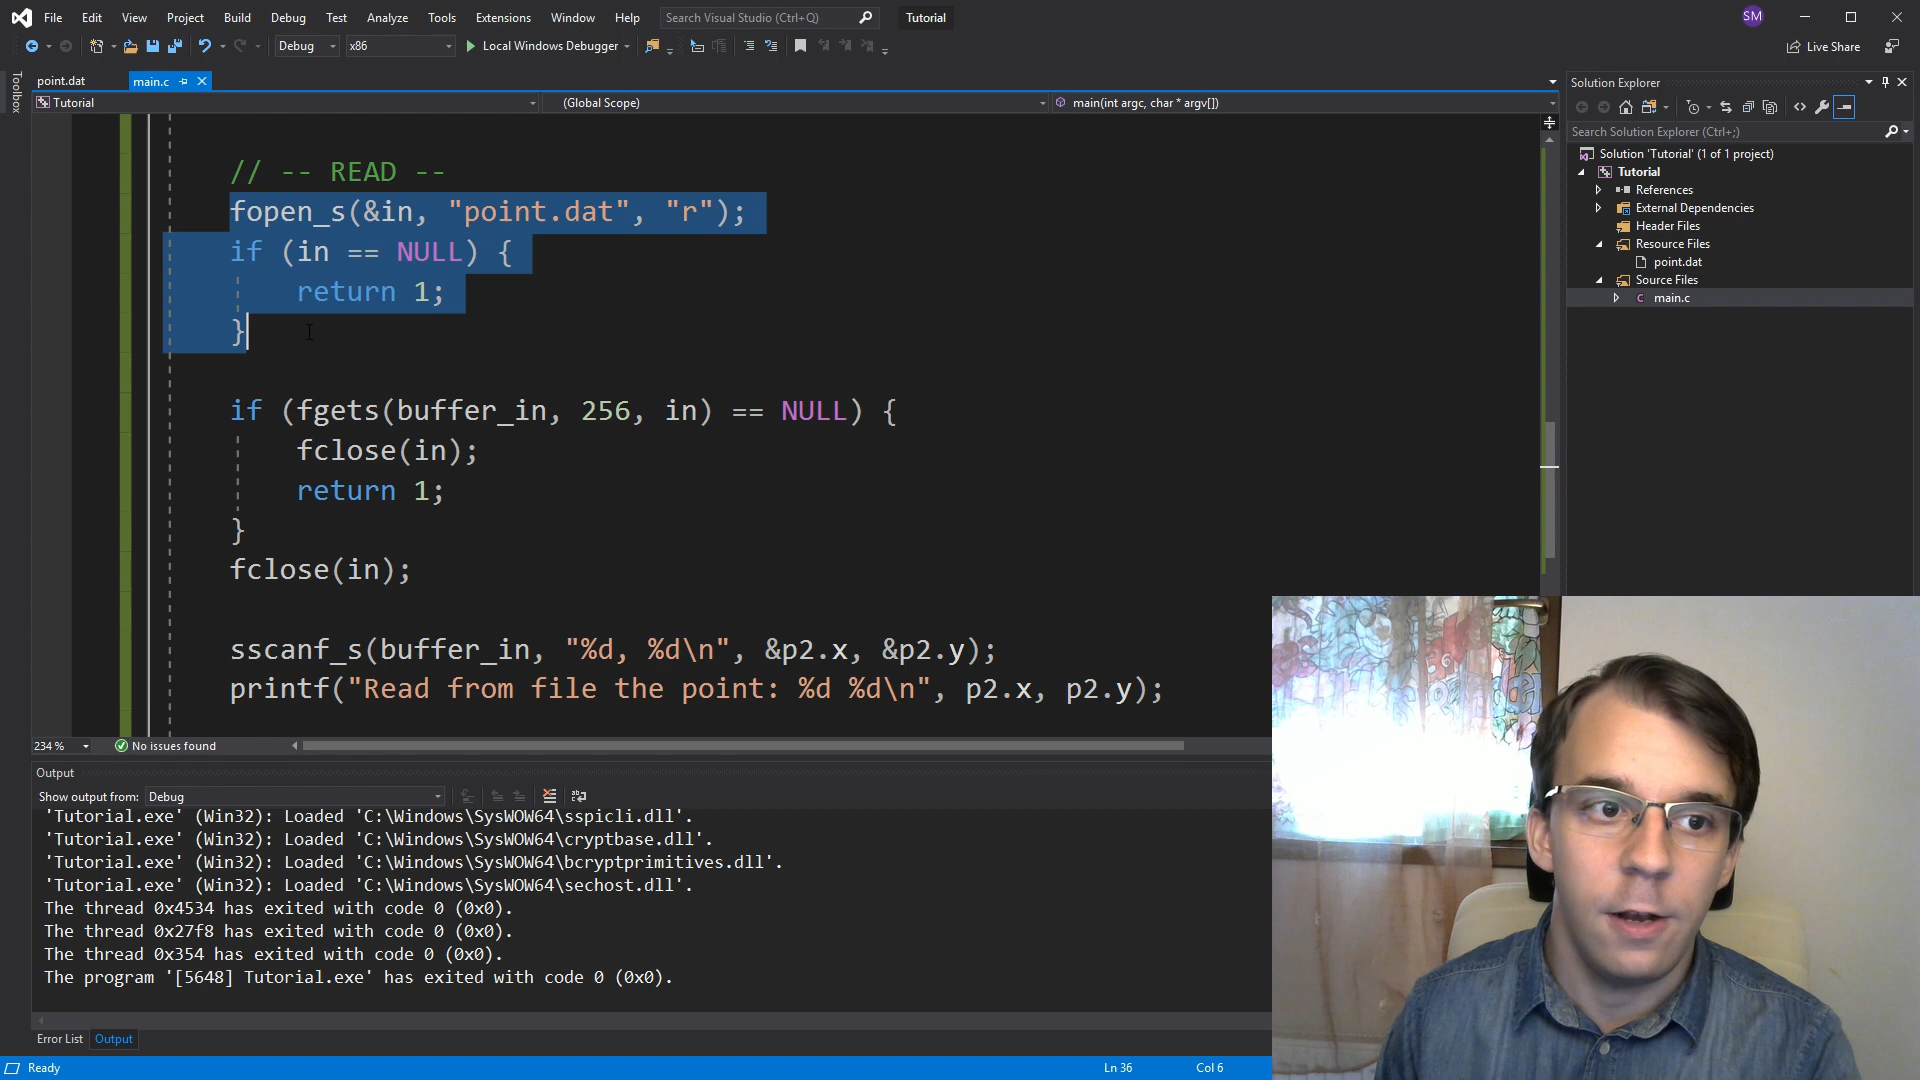 File Edit View Project Build Debug Test Analyze Tools Extensions Window Help Search Visual Studio (Ctrl+Q) Tutorial SM
Debug x86 Local Windows Debugger Live Share
Toolbox
point.dat main.c
Tutorial (Global Scope) main(int argc, char * argv[])
// -- READ --
fopen_s(&in, "point.dat", "r");
if (in == NULL) {
return 1;
}
if (fgets(buffer_in, 256, in) == NULL) {
fclose(in);
return 1;
}
fclose(in);
sscanf_s(buffer_in, "%d, %d\n", &p2.x, &p2.y);
printf("Read from file the point: %d %d\n", p2.x, p2.y);
234 % No issues found
Output
Show output from: Debug
'Tutorial.exe' (Win32): Loaded 'C:\Windows\SysWOW64\sspicli.dll'.
'Tutorial.exe' (Win32): Loaded 'C:\Windows\SysWOW64\cryptbase.dll'.
'Tutorial.exe' (Win32): Loaded 'C:\Windows\SysWOW64\bcryptprimitives.dll'.
'Tutorial.exe' (Win32): Loaded 'C:\Windows\SysWOW64\sechost.dll'.
The thread 0x4534 has exited with code 0 (0x0).
The thread 0x27f8 has exited with code 0 (0x0).
The thread 0x354 has exited with code 0 (0x0).
The program '[5648] Tutorial.exe' has exited with code 0 (0x0).
Error List Output
Ready Ln 36 Col 6
Solution Explorer
Search Solution Explorer (Ctrl+;)
Solution 'Tutorial' (1 of 1 project)
Tutorial
References
External Dependencies
Header Files
Resource Files
point.dat
Source Files
main.c